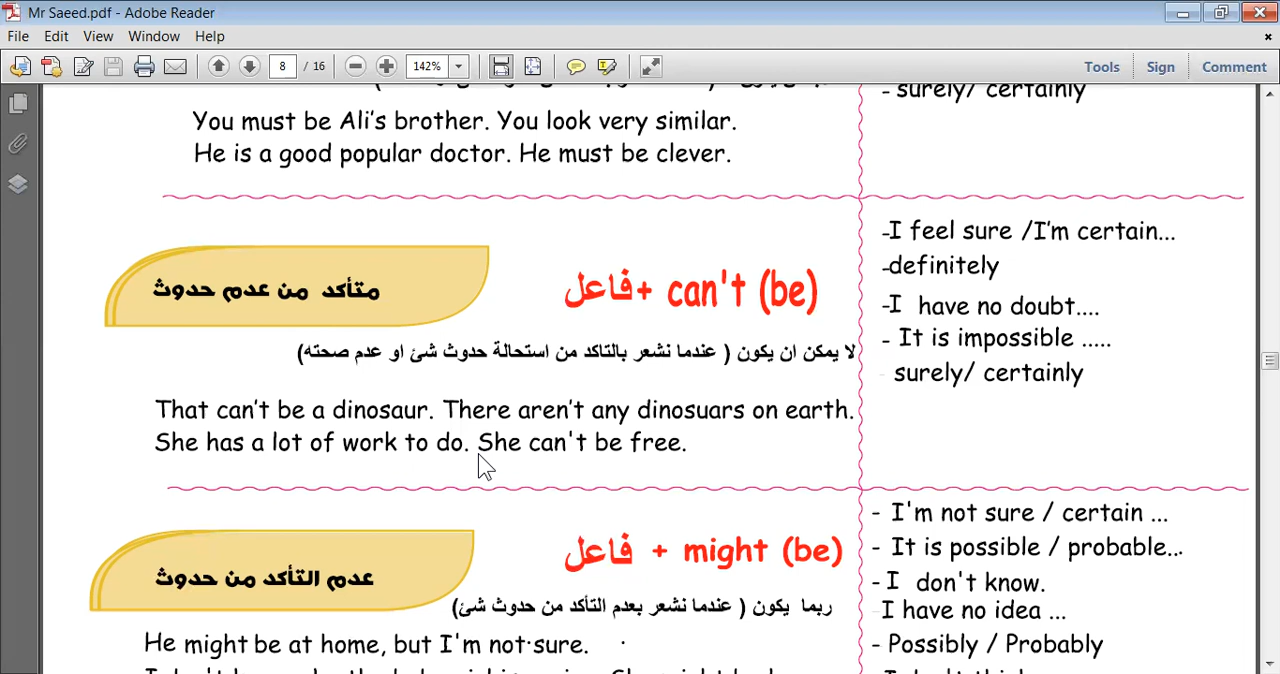 Mr Saeed.pdf - Adobe Reader
File Edit View Window Help
8 / 16 142% Tools Sign Comment
- surely/ certainly
You must be Ali's brother. You look very similar.
He is a good popular doctor. He must be clever.
متأكد من عدم حدوث
فاعل + can't (be)
لا يمكن ان يكون ( عندما نشعر بالتاكد من استحالة حدوث شئ او عدم صحته)
That can't be a dinosaur. There aren't any dinosuars on earth.
She has a lot of work to do. She can't be free.
-I feel sure /I'm certain...
-definitely
-I have no doubt....
- It is impossible .....
surely/ certainly
عدم التأكد من حدوث
فاعل + might (be)
ربما يكون ( عندما نشعر بعدم التأكد من حدوث شئ)
He might be at home, but I'm not sure.
- I'm not sure / certain ...
- It is possible / probable...
- I don't know.
I have no idea ...
- Possibly / Probably